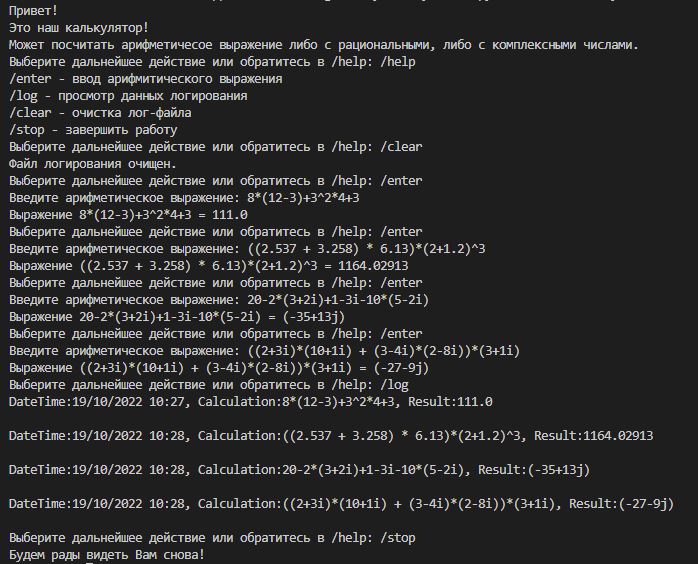 Привет!
Это наш калькулятор!
Может посчитать арифметичесое выражение либо с рациональными, либо с комплексными числами.
Выберите дальнейшее действие или обратитесь в /help: /help
/enter - ввод арифмитического выражения
/log - просмотр данных логирования
/clear - очистка лог-файла
/stop - завершить работу
Выберите дальнейшее действие или обратитесь в /help: /clear
Файл логирования очищен.
Выберите дальнейшее действие или обратитесь в /help: /enter
Введите арифметическое выражение: 8*(12-3)+3^2*4+3
Выражение 8*(12-3)+3^2*4+3 = 111.0
Выберите дальнейшее действие или обратитесь в /help: /enter
Введите арифметическое выражение: ((2.537 + 3.258) * 6.13)*(2+1.2)^3
Выражение ((2.537 + 3.258) * 6.13)*(2+1.2)^3 = 1164.02913
Выберите дальнейшее действие или обратитесь в /help: /enter
Введите арифметическое выражение: 20-2*(3+2i)+1-3i-10*(5-2i)
Выражение 20-2*(3+2i)+1-3i-10*(5-2i) = (-35+13j)
Выберите дальнейшее действие или обратитесь в /help: /enter
Введите арифметическое выражение: ((2+3i)*(10+1i) + (3-4i)*(2-8i))*(3+1i)
Выражение ((2+3i)*(10+1i) + (3-4i)*(2-8i))*(3+1i) = (-27-9j)
Выберите дальнейшее действие или обратитесь в /help: /log
DateTime:19/10/2022 10:27, Calculation:8*(12-3)+3^2*4+3, Result:111.0
DateTime:19/10/2022 10:28, Calculation:((2.537 + 3.258) * 6.13)*(2+1.2)^3, Result:1164.02913
DateTime:19/10/2022 10:28, Calculation:20-2*(3+2i)+1-3i-10*(5-2i), Result:(-35+13j)
DateTime:19/10/2022 10:28, Calculation:((2+3i)*(10+1i) + (3-4i)*(2-8i))*(3+1i), Result:(-27-9j)
Выберите дальнейшее действие или обратитесь в /help: /stop
Будем рады видеть Вам снова!